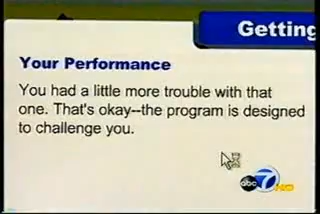 Getting
Your Performance
You had a little more trouble with that
one. That's okay--the program is designed
to challenge you.
abc 7 HD